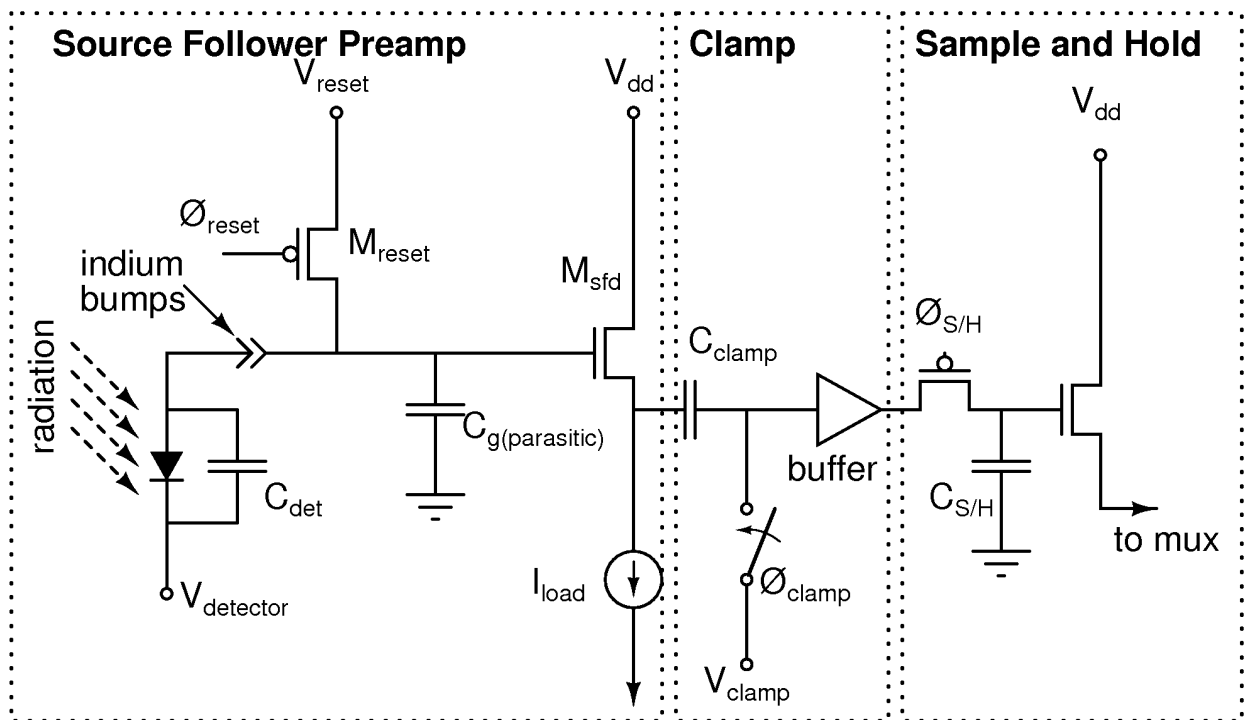 Source Follower Preamp
Clamp
Sample and Hold
Vreset
Vdd
Vdd
Øreset
Mreset
indium
bumps
Msfd
ØS/H
Cclamp
radiation
Cg(parasitic)
buffer
Cdet
CS/H
to mux
Iload
Øclamp
Vdetector
Vclamp